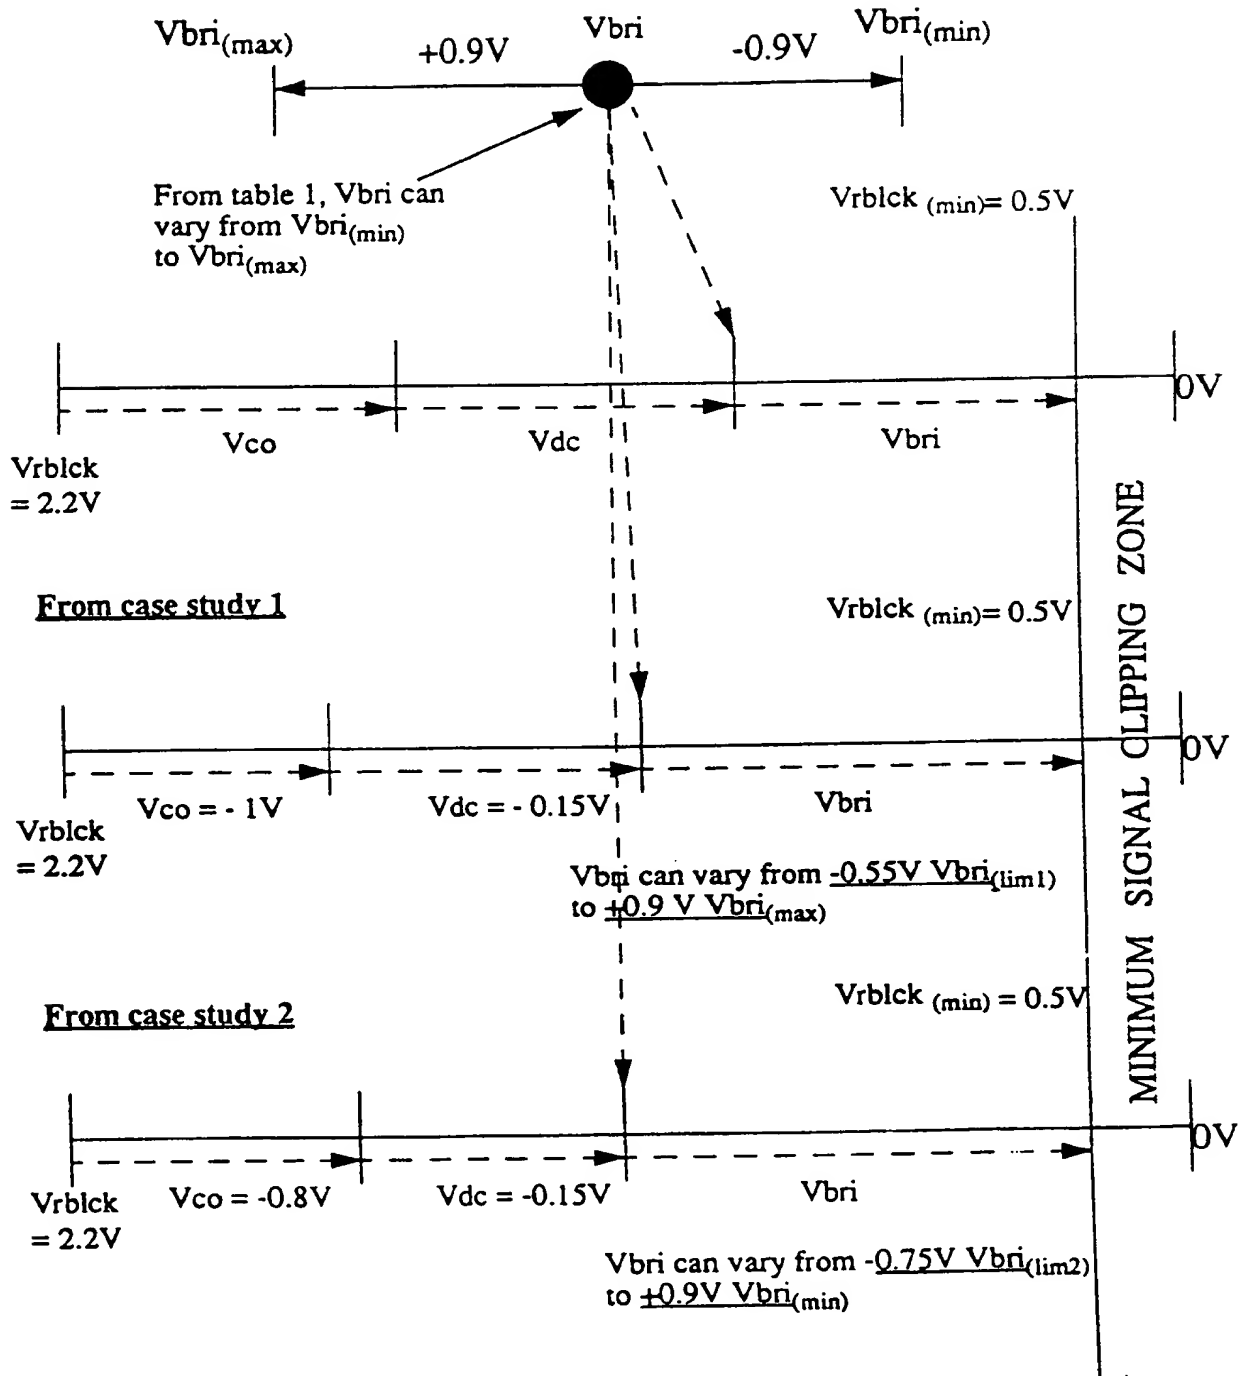 Vbri(max)
+0.9V
Vbri
-0.9V
Vbri(min)
From table 1, Vbri can
vary from Vbri(min)
to Vbri(max)
Vrblck (min)= 0.5V
0V
Vco
Vdc
Vbri
Vrblck
= 2.2V
From case study 1
Vrblck (min)= 0.5V
MINIMUM SIGNAL CLIPPING ZONE
0V
Vco = - 1V
Vdc = - 0.15V
Vbri
Vrblck
= 2.2V
Vbri can vary from -0.55V Vbri(lim1)
to +0.9 V Vbri(max)
Vrblck (min) = 0.5V
From case study 2
0V
Vrblck
= 2.2V
Vco = -0.8V
Vdc = -0.15V
Vbri
Vbri can vary from -0.75V Vbri(lim2)
to +0.9V Vbri(min)